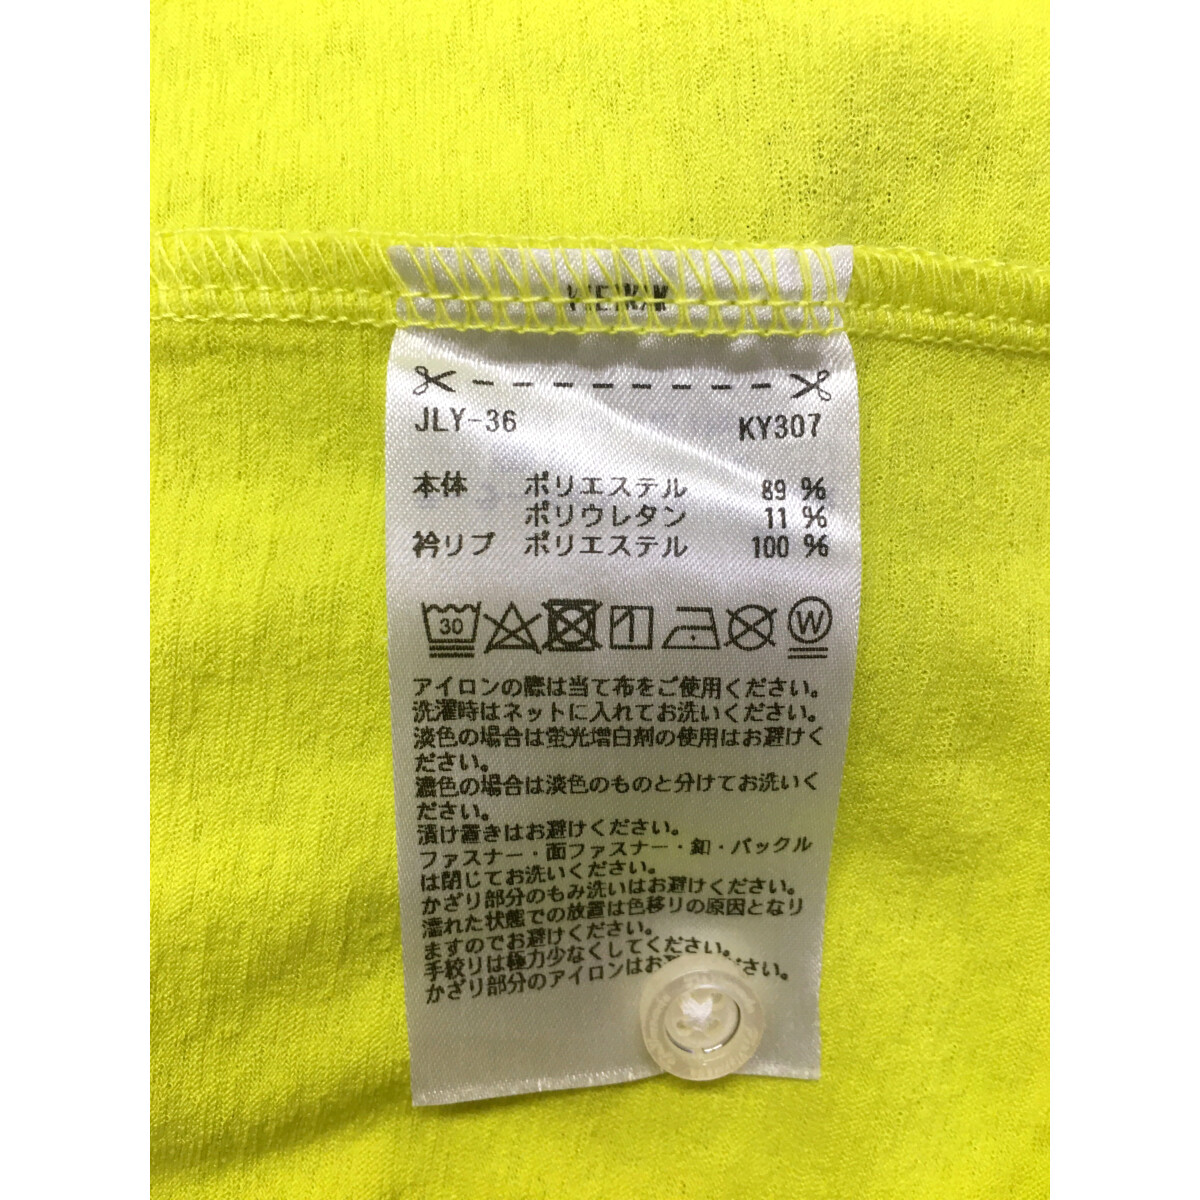 JLY-36 KY307
本体 ポリエステル 89 %
ポリウレタン 11 %
衿リブ ポリエステル 100 %
30 W
アイロンの際は当て布をご使用ください。
洗濯時はネットに入れてお洗いください。
淡色の場合は蛍光増白剤の使用はお避けく
ださい。
濃色の場合は淡色のものと分けてお洗いく
ださい。
漬け置きはお避けください。
ファスナー・面ファスナー・釦・バックル
は閉じてお洗いください。
かざり部分のもみ洗いはお避けください。
濡れた状態での放置は色移りの原因となり
ますのでお避けください。
手絞りは極力少なくしてください。
かざり部分のアイロンはお ださい。